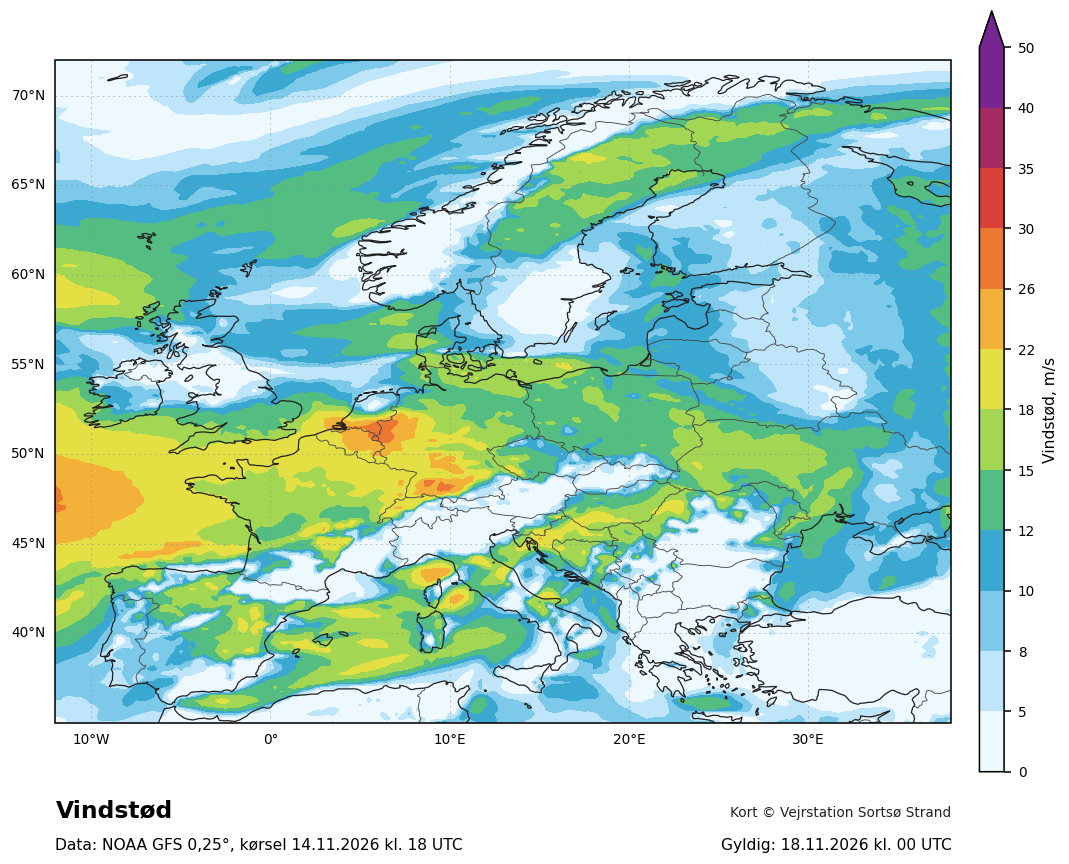 50
40
35
30
26
22
18
15
12
10
8
5
0
Vindstød, m/s
70°N
65°N
60°N
55°N
50°N
45°N
40°N
10°W
0°
10°E
20°E
30°E
Vindstød
Kort © Vejrstation Sortsø Strand
Data: NOAA GFS 0,25°, kørsel 14.11.2026 kl. 18 UTC
Gyldig: 18.11.2026 kl. 00 UTC